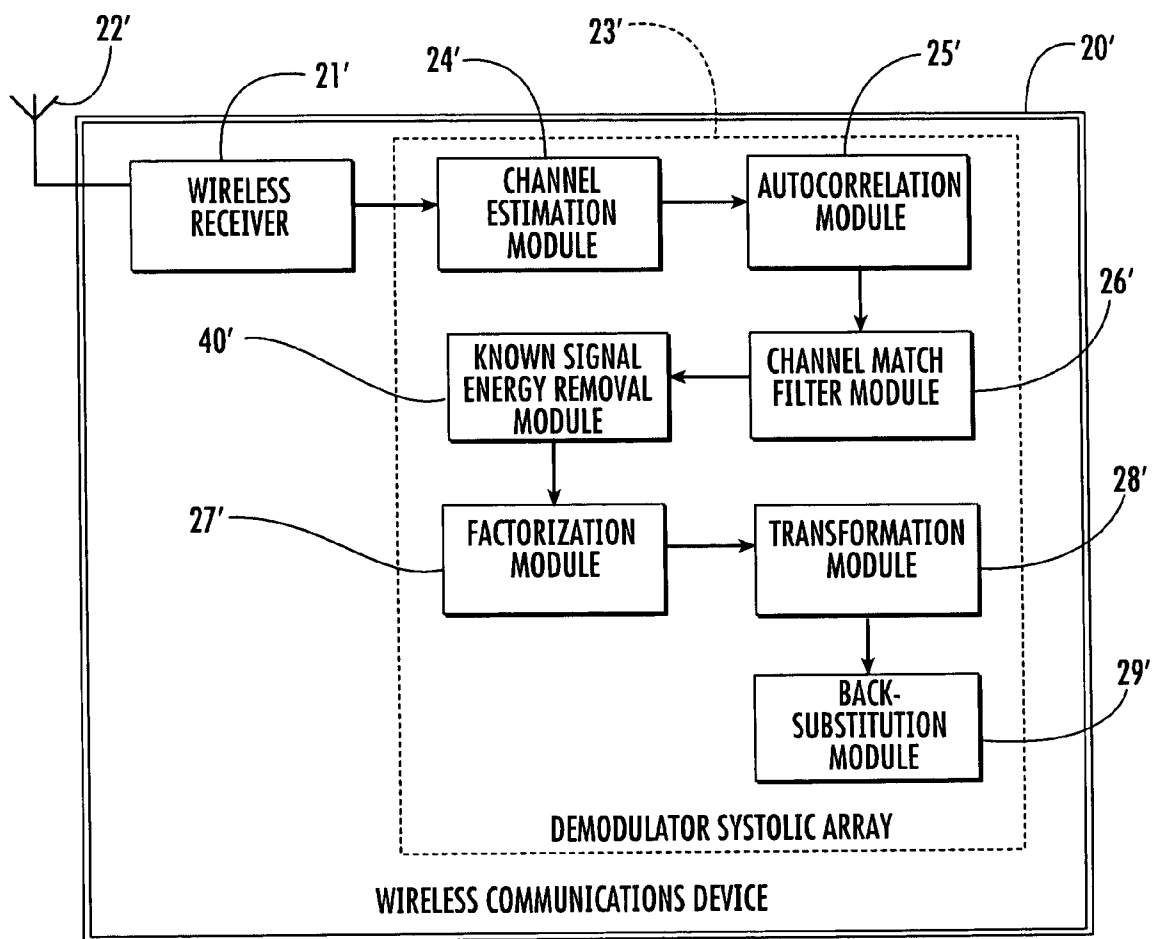 22'
21'
24'
23'
25'
20'
WIRELESS
RECEIVER
CHANNEL
ESTIMATION
MODULE
AUTOCORRELATION
MODULE
26'
40'
KNOWN SIGNAL
ENERGY REMOVAL
MODULE
CHANNEL MATCH
FILTER MODULE
27'
FACTORIZATION
MODULE
TRANSFORMATION
MODULE
28'
BACK-
SUBSTITUTION
MODULE
29'
DEMODULATOR SYSTOLIC ARRAY
WIRELESS COMMUNICATIONS DEVICE